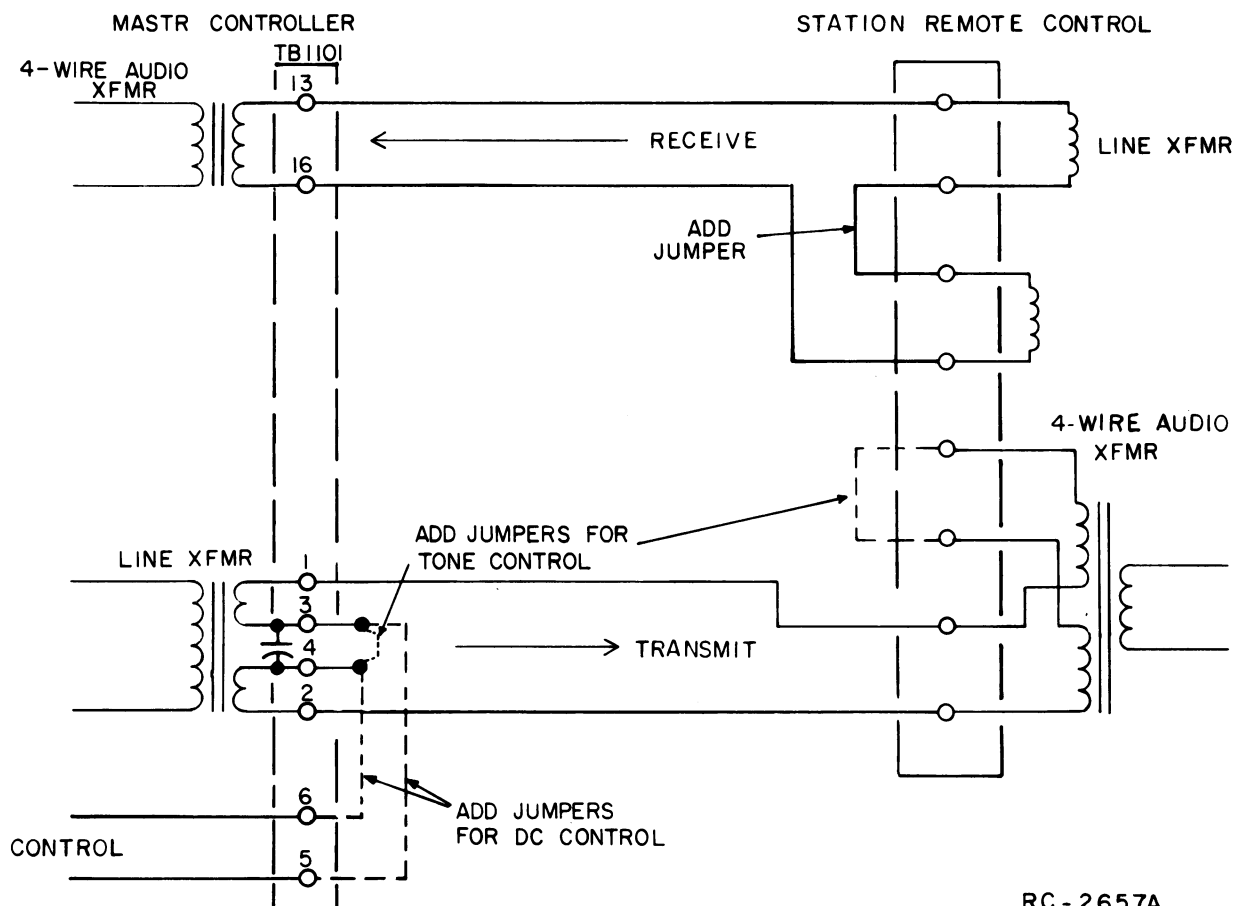 MASTR CONTROLLER
STATION REMOTE CONTROL
TB1101
4-WIRE AUDIO
XFMR
13
RECEIVE
LINE XFMR
16
ADD
JUMPER
4-WIRE AUDIO
XFMR
ADD JUMPERS FOR
TONE CONTROL
LINE XFMR
1
3
4
TRANSMIT
2
6
ADD JUMPERS
FOR DC CONTROL
CONTROL
5
RC-2657A